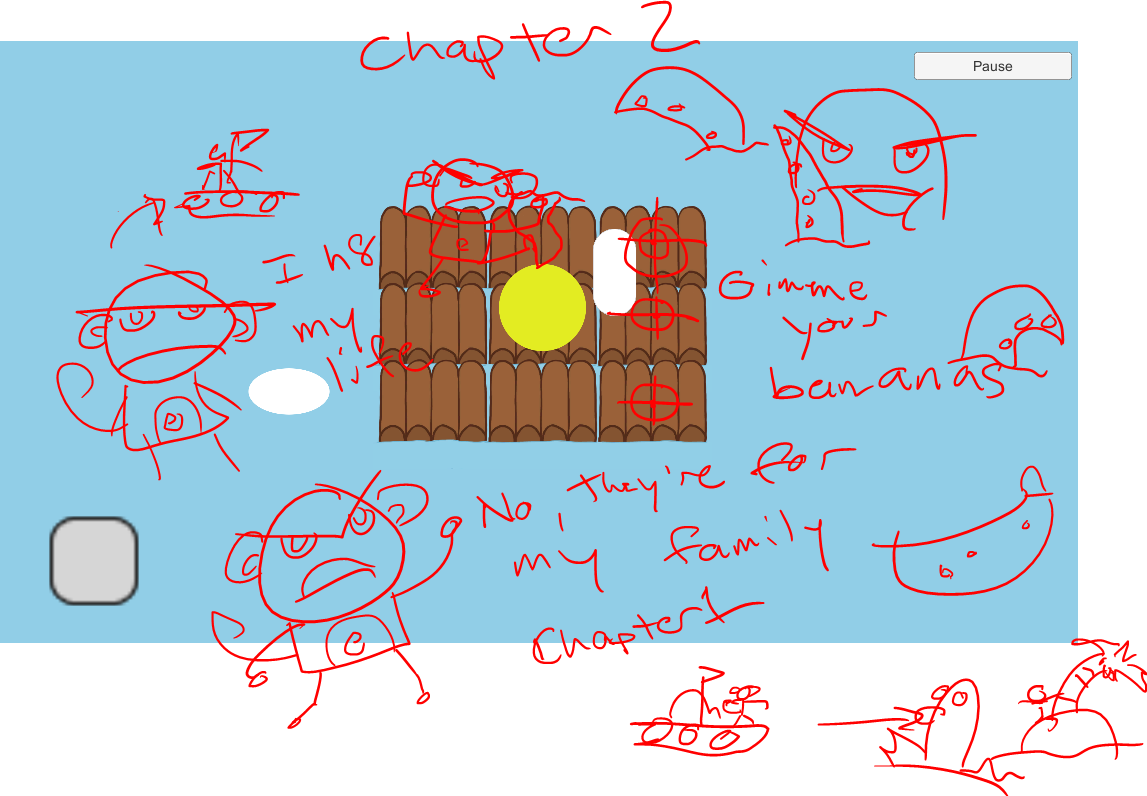 Chapter 2
Pause
I h8
my
life
Gimme
your
bananas
No, they're for
my family
Chapter 1